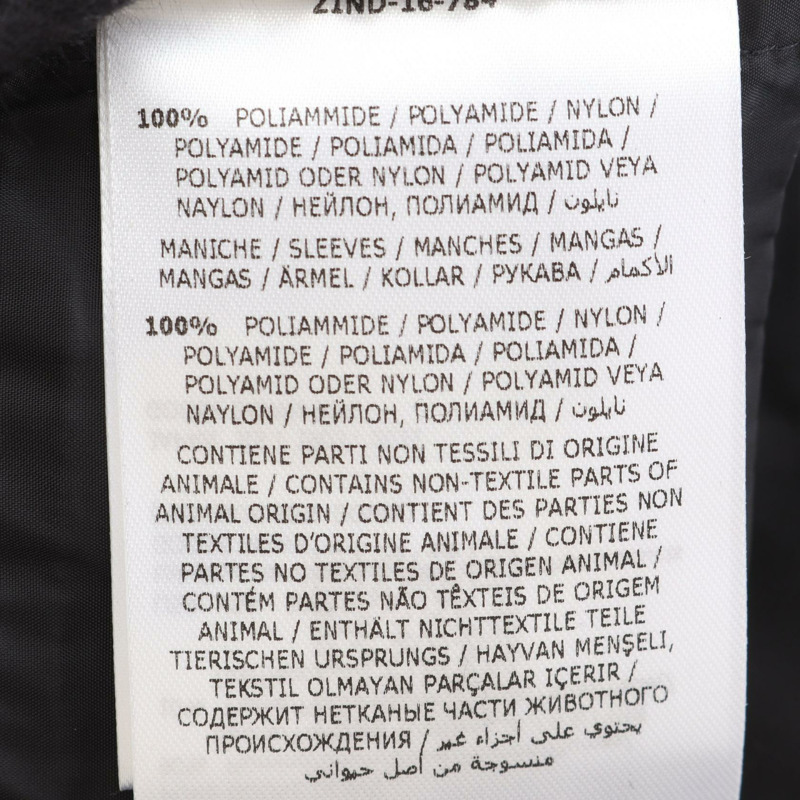 ZIND-16-784
100% POLIAMMIDE / POLYAMIDE / NYLON /
POLYAMIDE / POLIAMIDA / POLIAMIDA /
POLYAMID ODER NYLON / POLYAMID VEYA
NAYLON / НЕЙЛОН, ПОЛИАМИД / نايلون
MANICHE / SLEEVES / MANCHES / MANGAS /
MANGAS / ÄRMEL / KOLLAR / РУКАВА / الأكمام
100% POLIAMMIDE / POLYAMIDE / NYLON /
POLYAMIDE / POLIAMIDA / POLIAMIDA /
POLYAMID ODER NYLON / POLYAMID VEYA
NAYLON / НЕЙЛОН, ПОЛИАМИД / نايلون
CONTIENE PARTI NON TESSILI DI ORIGINE
ANIMALE / CONTAINS NON-TEXTILE PARTS OF
ANIMAL ORIGIN / CONTIENT DES PARTIES NON
TEXTILES D'ORIGINE ANIMALE / CONTIENE
PARTES NO TEXTILES DE ORIGEN ANIMAL /
CONTÉM PARTES NÃO TÊXTEIS DE ORIGEM
ANIMAL / ENTHÄLT NICHTTEXTILE TEILE
TIERISCHEN URSPRUNGS / HAYVAN MENŞELI,
TEKSTIL OLMAYAN PARÇALAR IÇERIR /
СОДЕРЖИТ НЕТКАНЫЕ ЧАСТИ ЖИВОТНОГО
ПРОИСХОЖДЕНИЯ / يحتوي على أجزاء غير
منسوجة من أصل حيواني